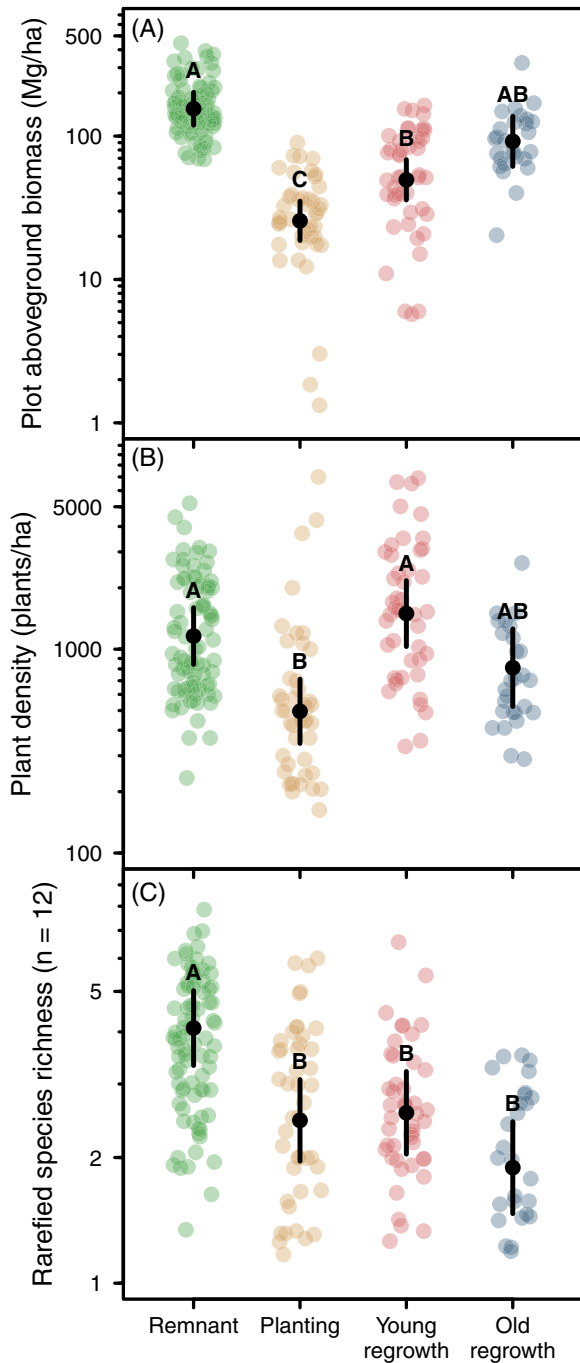 (A)
Plot aboveground biomass (Mg/ha)
500
100
10
1
A
C
B
AB
(B)
Plant density (plants/ha)
5000
1000
100
A
B
A
AB
(C)
Rarefied species richness (n = 12)
5
2
1
A
B
B
B
Remnant
Planting
Young
regrowth
Old
regrowth